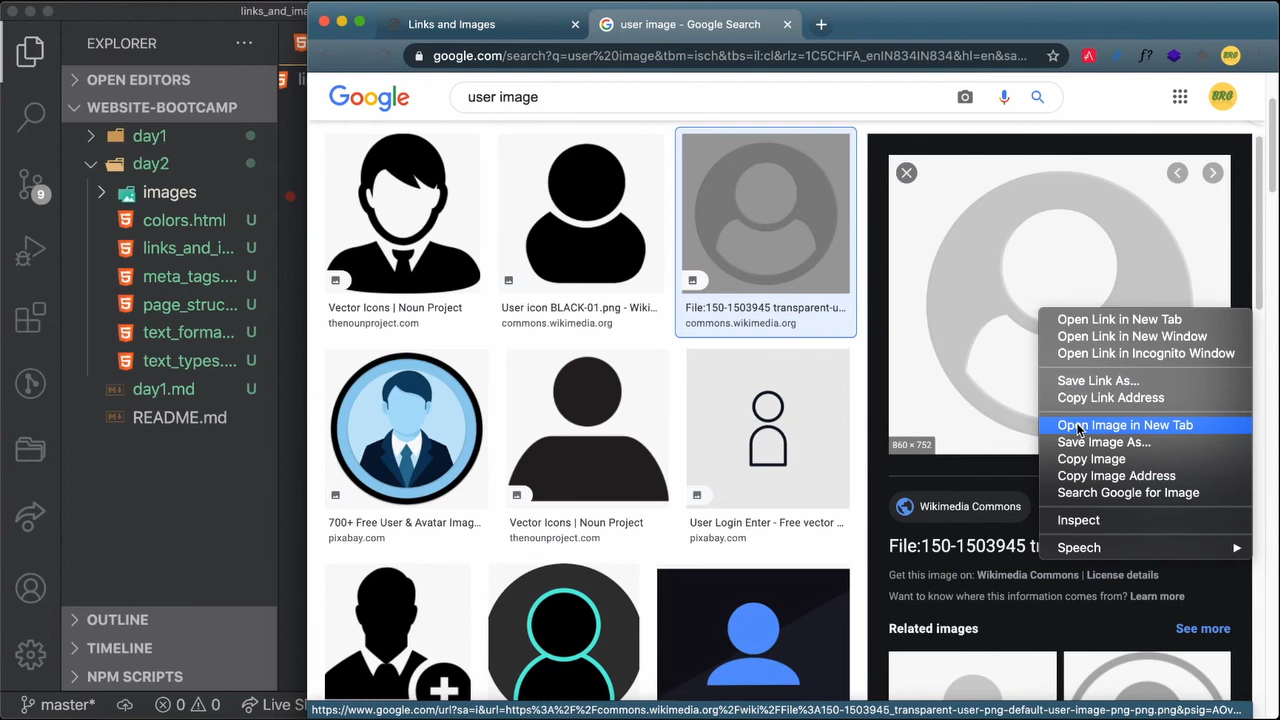 links_and_ima
EXPLORER
OPEN EDITORS
WEBSITE-BOOTCAMP
day1
day2
images
colors.html U
links_and_i... U
meta_tags.... U
page_struc... U
text_forma... U
text_types.... U
day1.md
README.md
OUTLINE
TIMELINE
NPM SCRIPTS
9
master*
0 0
Live S
Links and Images
user image - Google Search
google.com/search?q=user%20image&tbm=isch&tbs=il:cl&rlz=1C5CHFA_enIN834IN834&hl=en&sa...
f?
BRG
Google
user image
BRG
Vector Icons | Noun Project
thenounproject.com
User icon BLACK-01.png - Wiki...
commons.wikimedia.org
File:150-1503945 transparent-u...
commons.wikimedia.org
700+ Free User & Avatar Imag...
pixabay.com
Vector Icons | Noun Project
thenounproject.com
User Login Enter - Free vector ...
pixabay.com
860 × 752
Wikimedia Commons
File:150-1503945 tr
Get this image on: Wikimedia Commons | License details
Want to know where this information comes from? Learn more
Related images
See more
Open Link in New Tab
Open Link in New Window
Open Link in Incognito Window
Save Link As...
Copy Link Address
Open Image in New Tab
Save Image As...
Copy Image
Copy Image Address
Search Google for Image
Inspect
Speech
https://www.google.com/url?sa=i&url=https%3A%2F%2Fcommons.wikimedia.org%2Fwiki%2FFile%3A150-1503945_transparent-user-png-default-user-image-png-png.png&psig=AOv...